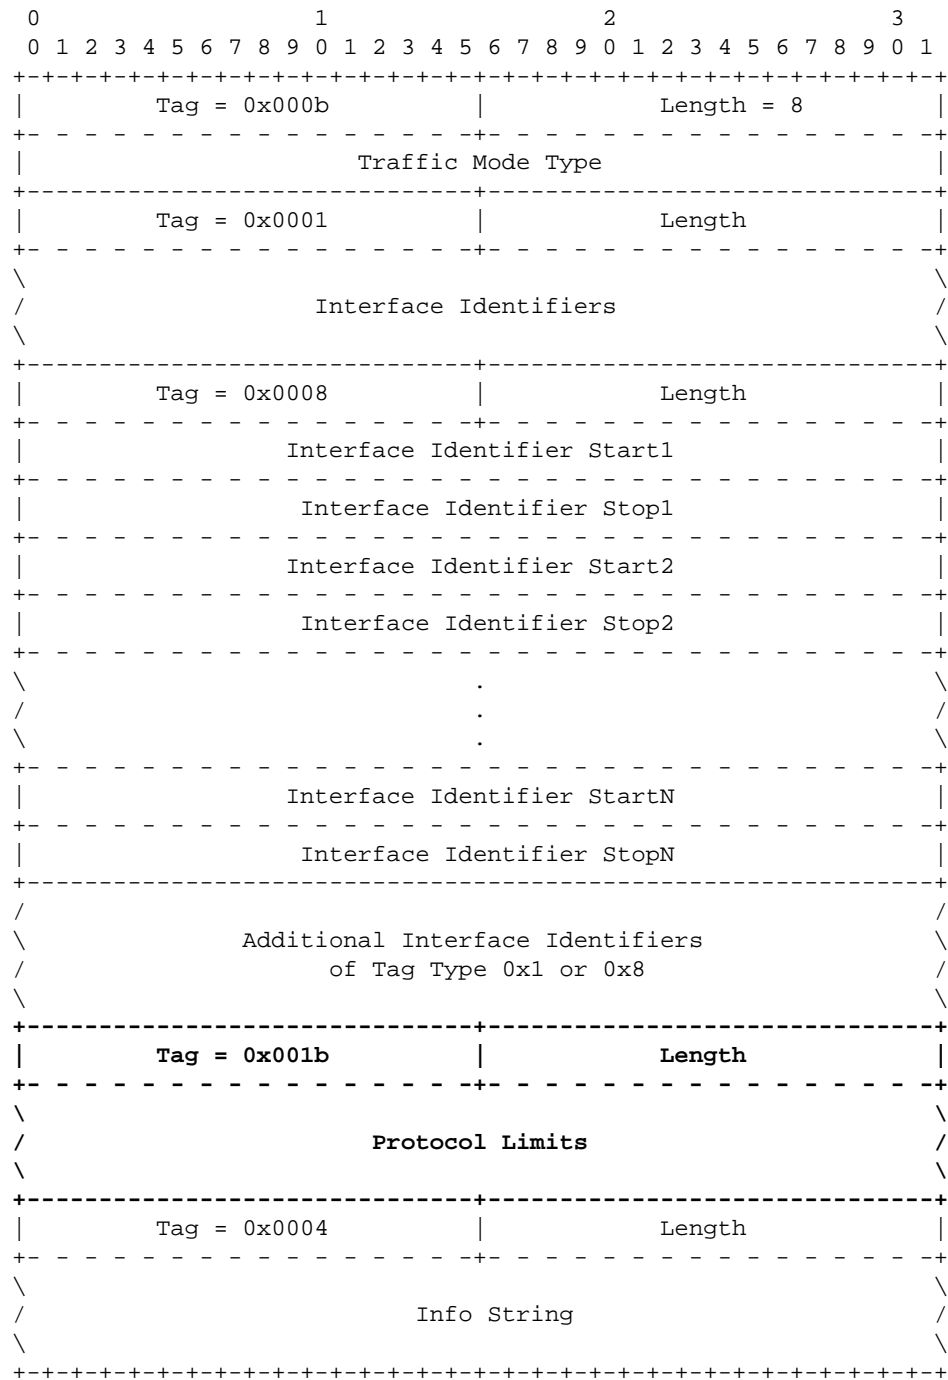 0                   1                   2                   3
 0 1 2 3 4 5 6 7 8 9 0 1 2 3 4 5 6 7 8 9 0 1 2 3 4 5 6 7 8 9 0 1
+-+-+-+-+-+-+-+-+-+-+-+-+-+-+-+-+-+-+-+-+-+-+-+-+-+-+-+-+-+-+-+-+
|         Tag = 0x000b          |            Length = 8         |
+- - - - - - - - - - - - - - - -+- - - - - - - - - - - - - - - -+
|                       Traffic Mode Type                       |
+-------------------------------+-------------------------------+
|         Tag = 0x0001          |            Length             |
+- - - - - - - - - - - - - - - -+- - - - - - - - - - - - - - - -+
\                                                               \
/                    Interface Identifiers                      /
\                                                               \
+-------------------------------+-------------------------------+
|         Tag = 0x0008          |            Length             |
+- - - - - - - - - - - - - - - -+- - - - - - - - - - - - - - - -+
|                  Interface Identifier Start1                  |
+- - - - - - - - - - - - - - - - - - - - - - - - - - - - - - - -+
|                   Interface Identifier Stop1                  |
+- - - - - - - - - - - - - - - - - - - - - - - - - - - - - - - -+
|                  Interface Identifier Start2                  |
+- - - - - - - - - - - - - - - - - - - - - - - - - - - - - - - -+
|                   Interface Identifier Stop2                  |
+- - - - - - - - - - - - - - - - - - - - - - - - - - - - - - - -+
\                               .                               \
/                               .                               /
\                               .                               \
+- - - - - - - - - - - - - - - - - - - - - - - - - - - - - - - -+
|                  Interface Identifier StartN                  |
+- - - - - - - - - - - - - - - - - - - - - - - - - - - - - - - -+
|                   Interface Identifier StopN                  |
+---------------------------------------------------------------+
/                                                               /
\               Additional Interface Identifiers                \
/                     of Tag Type 0x1 or 0x8                    /
\                                                               \
+-------------------------------+-------------------------------+
|         Tag = 0x001b          |            Length             |
+- - - - - - - - - - - - - - - -+- - - - - - - - - - - - - - - -+
\                                                               \
/                        Protocol Limits                        /
\                                                               \
+-------------------------------+-------------------------------+
|         Tag = 0x0004          |            Length             |
+- - - - - - - - - - - - - - - -+- - - - - - - - - - - - - - - -+
\                                                               \
/                           Info String                         /
\                                                               \
+-+-+-+-+-+-+-+-+-+-+-+-+-+-+-+-+-+-+-+-+-+-+-+-+-+-+-+-+-+-+-+-+